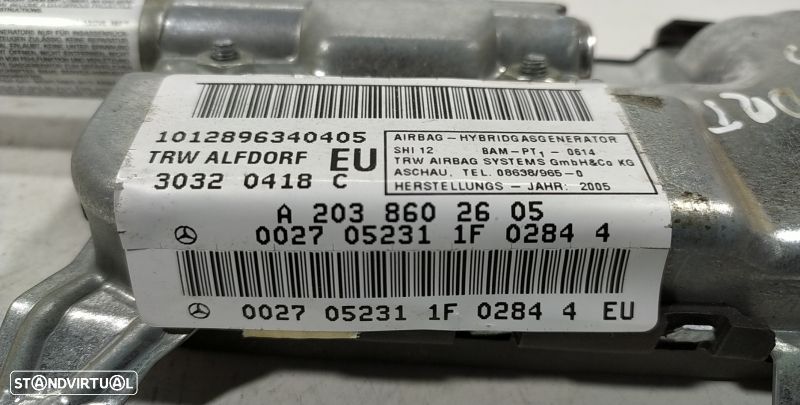 1012896340405
TRW ALFDORF EU
3032 0418 C
AIRBAG - HYBRIDGASGENERATOR
SHI 12 BAM-PT1 - 0614
TRW AIRBAG SYSTEMS GmbH&Co KG
ASCHAU, TEL. 08638/965-0
HERSTELLUNGS - JAHR: 2005
A 203 860 26 05
0027 05231 1F 0284 4
0027 05231 1F 0284 4 EU
STANDVIRTUAL